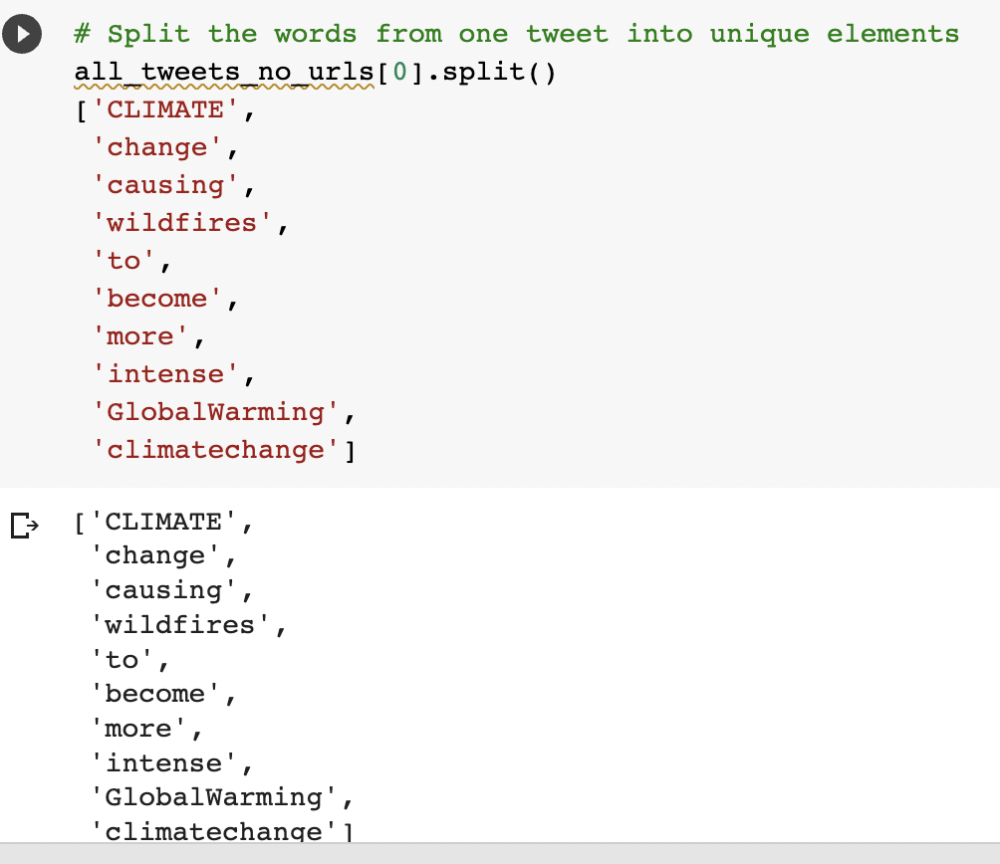 # Split the words from one tweet into unique elements
all_tweets_no_urls[0].split()
['CLIMATE',
 'change',
 'causing',
 'wildfires',
 'to',
 'become',
 'more',
 'intense',
 'GlobalWarming',
 'climatechange']
['CLIMATE',
 'change',
 'causing',
 'wildfires',
 'to',
 'become',
 'more',
 'intense',
 'GlobalWarming',
 'climatechange']